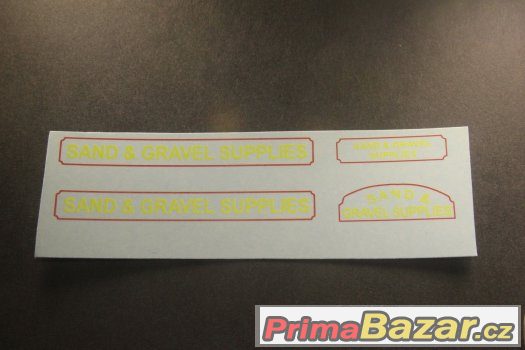 SAND & GRAVEL SUPPLIES
SAND & GRAVEL
SUPPLIES
SAND & GRAVEL SUPPLIES
SAND &
GRAVEL SUPPLIES
PrimaBazar.cz